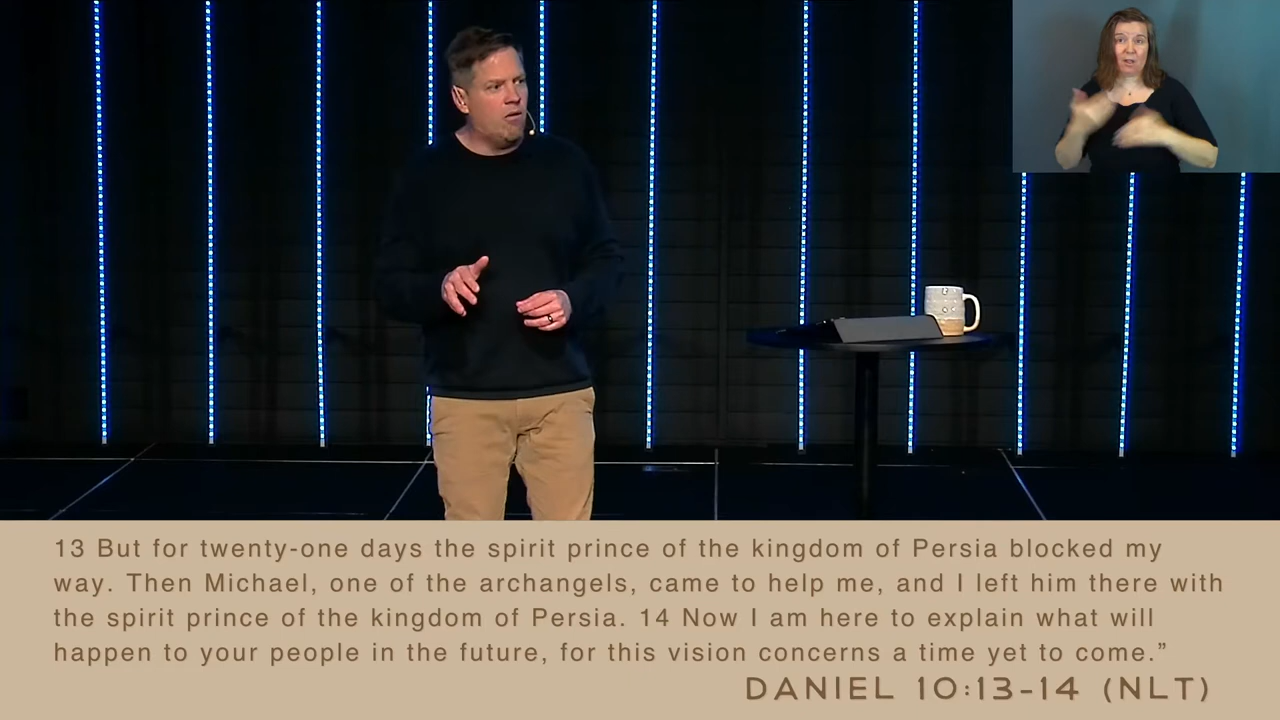 13 But for twenty-one days the spirit prince of the kingdom of Persia blocked my
way. Then Michael, one of the archangels, came to help me, and I left him there with
the spirit prince of the kingdom of Persia. 14 Now I am here to explain what will
happen to your people in the future, for this vision concerns a time yet to come.”
DANIEL 10:13-14 (NLT)